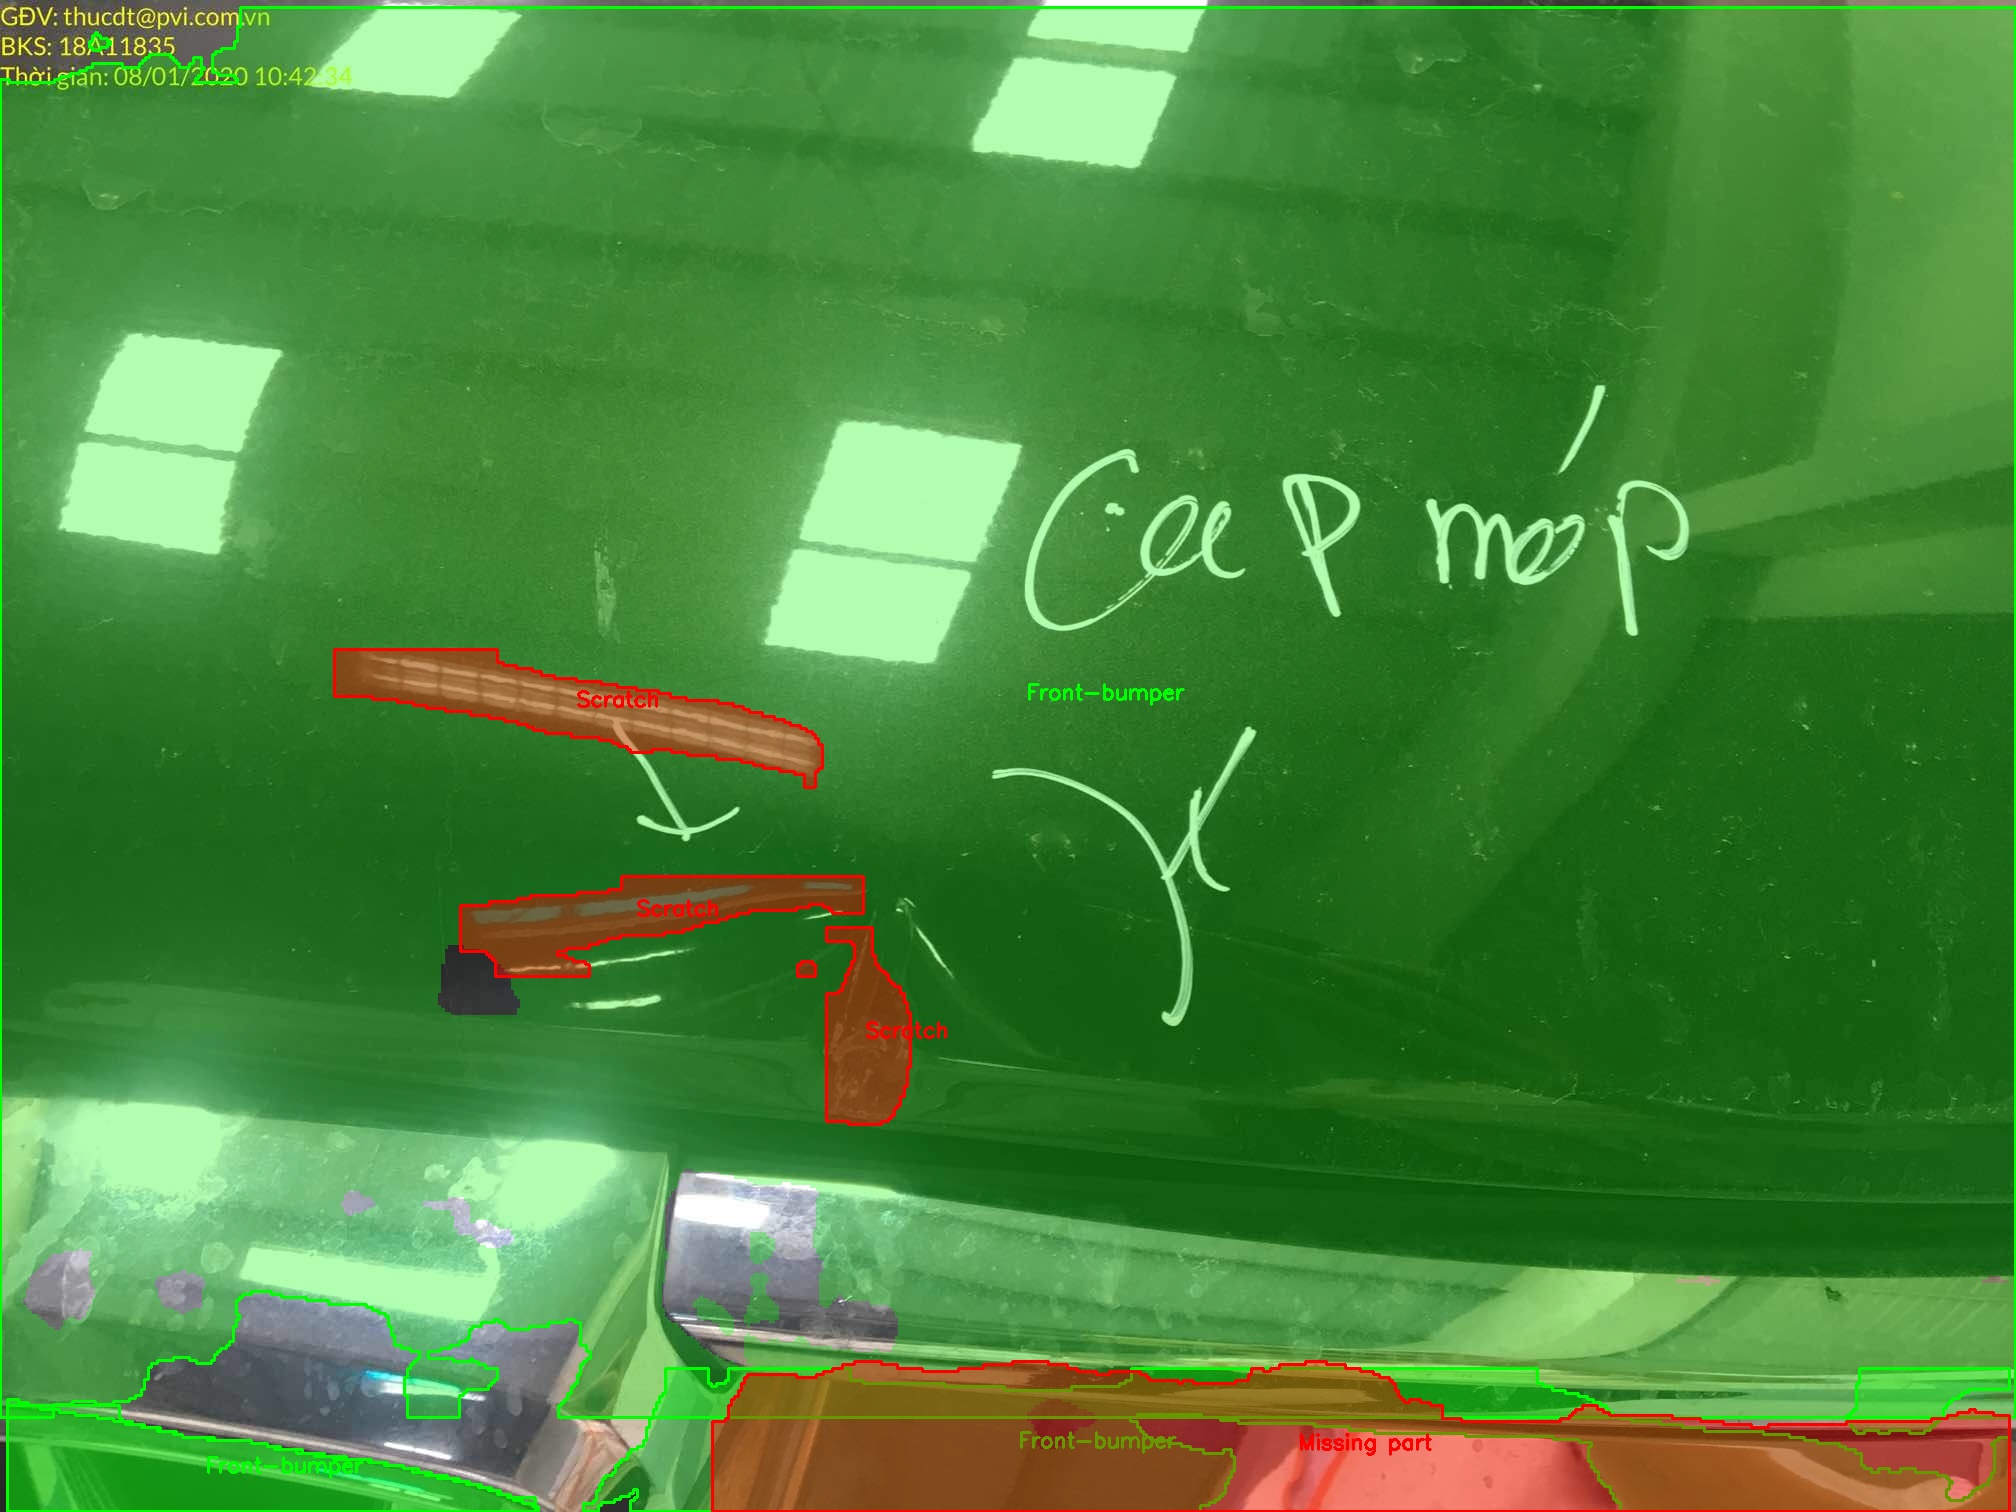 GĐV: thucdt@pvi.com.vn
BKS: 18A11835
Thời gian: 08/01/2020 10:42:34
Cap móp
Front-bumper
Scratch
Scratch
Scratch
Front-bumper
Missing part
Front-bumper